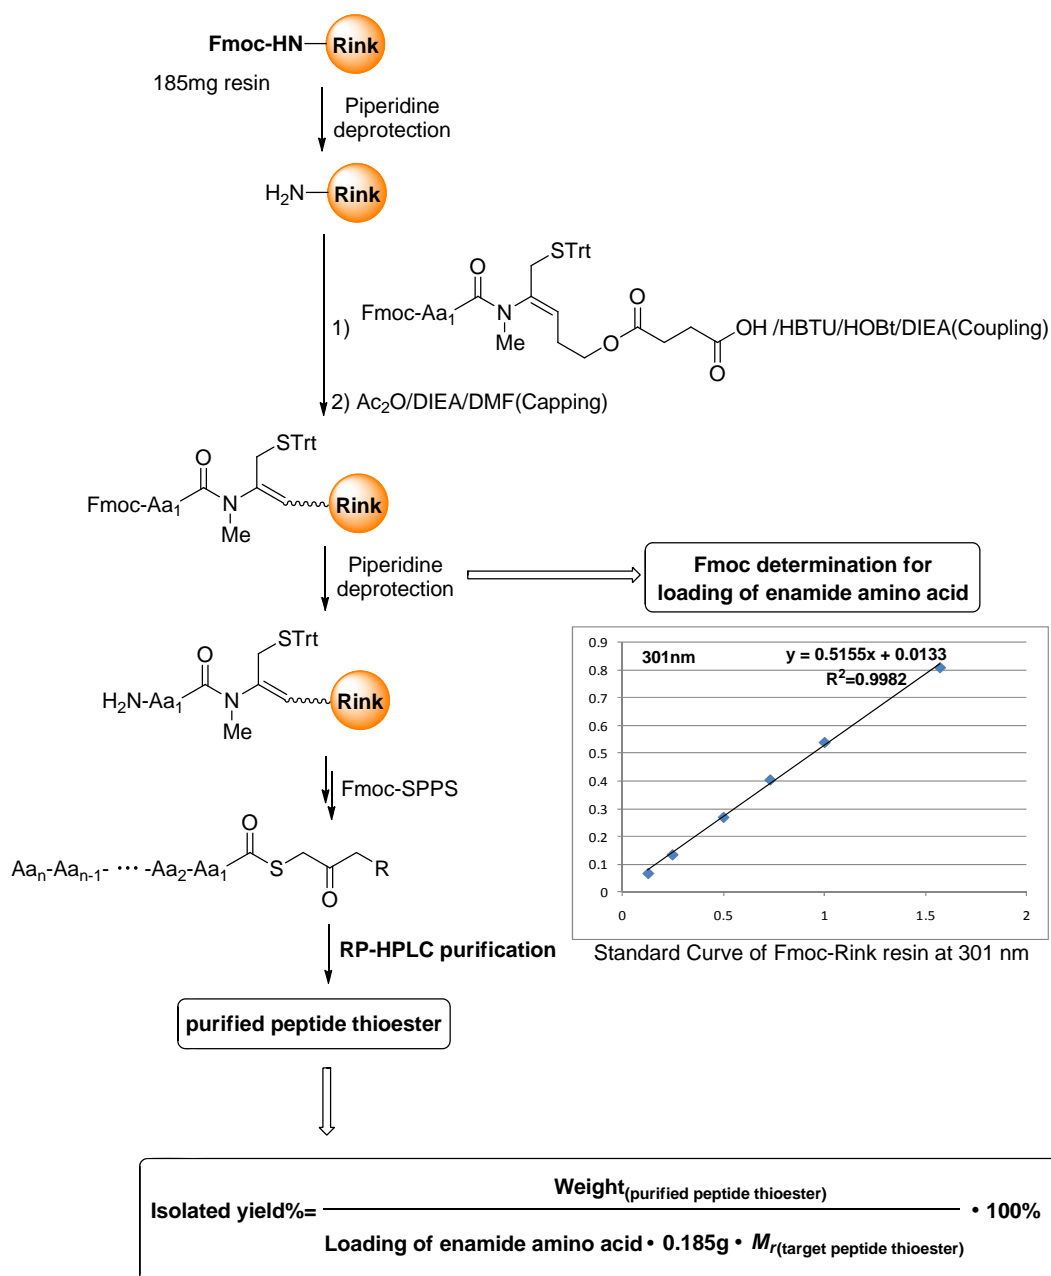 Fmoc-HN Rink
185mg resin
Piperidine
deprotection
H2N Rink
1)
Fmoc-Aa1
O
N
Me
STrt
O
O
OH /HBTU/HOBt/DIEA(Coupling)
O
2) Ac2O/DIEA/DMF(Capping)
STrt
O
Fmoc-Aa1
N
Me
Rink
Piperidine
deprotection
Fmoc determination for
loading of enamide amino acid
STrt
O
H2N-Aa1
N
Me
Rink
301nm
y = 0.5155x + 0.0133
R2=0.9982
0.9
0.8
0.7
0.6
0.5
0.4
0.3
0.2
0.1
0
0 0.5 1 1.5 2
Standard Curve of Fmoc-Rink resin at 301 nm
Fmoc-SPPS
O
Aan-Aan-1- ··· -Aa2-Aa1 S R
O
RP-HPLC purification
purified peptide thioester
Weight(purified peptide thioester)
Isolated yield%= • 100%
Loading of enamide amino acid • 0.185g • Mr(target peptide thioester)